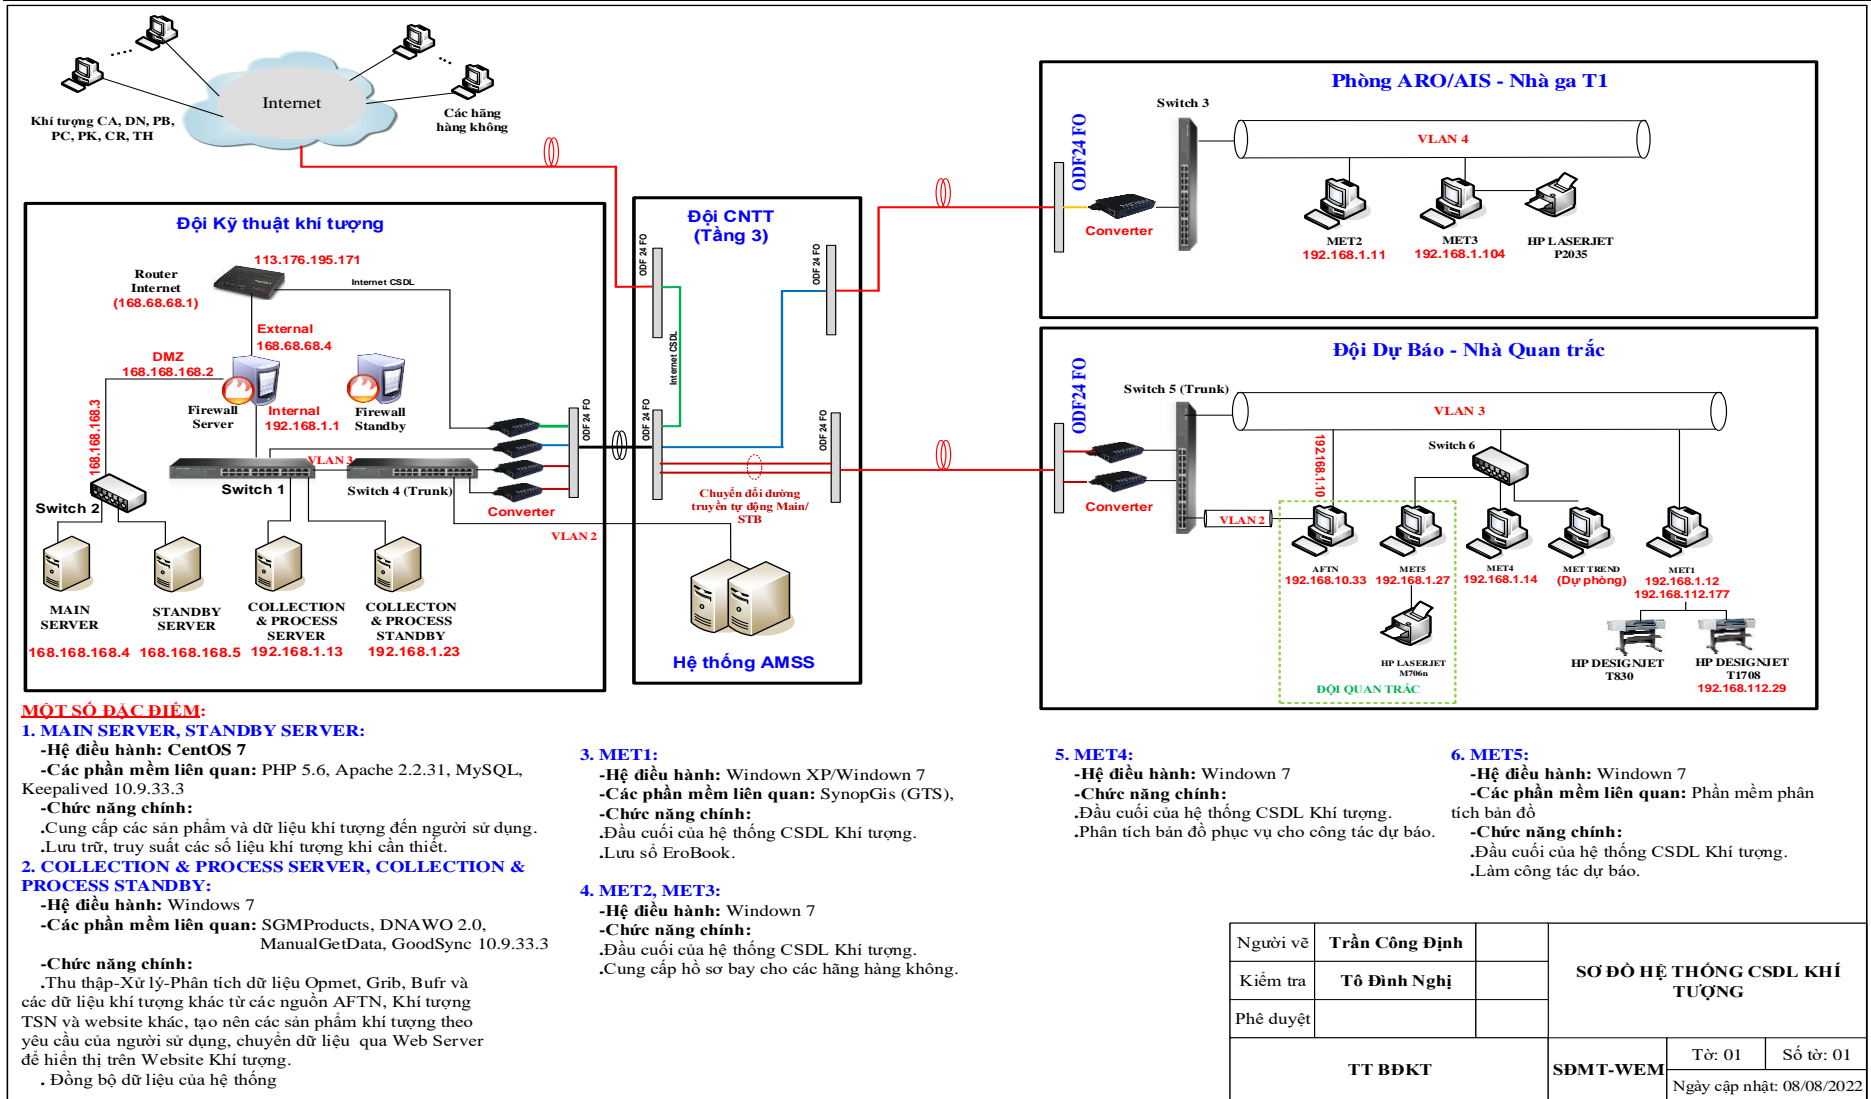 Internet
Khí tượng CA, DN, PB,
PC, PK, CR, TH
Các hãng
hàng không
Đội Kỹ thuật khí tượng
113.176.195.171
Router
Internet
(168.68.68.1)
Internet CSDL
External
168.68.68.4
DMZ
168.168.168.2
168.168.168.3
Firewall
Server
Internal
192.168.1.1
Firewall
Standby
VLAN 3
Switch 1
Switch 4 (Trunk)
Switch 2
Converter
ODF 24 FO
VLAN 2
MAIN
SERVER
168.168.168.4
STANDBY
SERVER
168.168.168.5
COLLECTION
& PROCESS
SERVER
192.168.1.13
COLLECTON
& PROCESS
STANDBY
192.168.1.23
Đội CNTT
(Tầng 3)
ODF 24 FO
ODF 24 FO
Internet CSDL
ODF 24 FO
ODF 24 FO
Chuyển đổi đường
truyền tự động Main/
STB
Hệ thống AMSS
Phòng ARO/AIS - Nhà ga T1
ODF24 FO
Switch 3
Converter
VLAN 4
MET2
192.168.1.11
MET3
192.168.1.104
HP LASERJET
P2035
Đội Dự Báo - Nhà Quan trắc
ODF24 FO
Switch 5 (Trunk)
Converter
VLAN 3
192.168.1.10
Switch 6
VLAN 2
AFTN
192.168.10.33
MET5
192.168.1.27
MET4
192.168.1.14
MET TREND
(Dự phòng)
MET1
192.168.1.12
192.168.112.177
HP LASERJET
M706n
ĐỘI QUAN TRẮC
HP DESIGNJET
T830
HP DESIGNJET
T1708
192.168.112.29
MỘT SỐ ĐẶC ĐIỂM:
1. MAIN SERVER, STANDBY SERVER:
-Hệ điều hành: CentOS 7
-Các phần mềm liên quan: PHP 5.6, Apache 2.2.31, MySQL,
Keepalived 10.9.33.3
-Chức năng chính:
.Cung cấp các sản phẩm và dữ liệu khí tượng đến người sử dụng.
.Lưu trữ, truy suất các số liệu khí tượng khi cần thiết.
2. COLLECTION & PROCESS SERVER, COLLECTION &
PROCESS STANDBY:
-Hệ điều hành: Windows 7
-Các phần mềm liên quan: SGMProducts, DNAWO 2.0,
ManualGetData, GoodSync 10.9.33.3
-Chức năng chính:
.Thu thập-Xử lý-Phân tích dữ liệu Opmet, Grib, Bufr và
các dữ liệu khí tượng khác từ các nguồn AFTN, Khí tượng
TSN và website khác, tạo nên các sản phẩm khí tượng theo
yêu cầu của người sử dụng, chuyển dữ liệu qua Web Server
để hiển thị trên Website Khí tượng.
. Đồng bộ dữ liệu của hệ thống
3. MET1:
-Hệ điều hành: Windown XP/Windown 7
-Các phần mềm liên quan: SynopGis (GTS),
-Chức năng chính:
.Đầu cuối của hệ thống CSDL Khí tượng.
.Lưu sổ EroBook.
4. MET2, MET3:
-Hệ điều hành: Windown 7
-Chức năng chính:
.Đầu cuối của hệ thống CSDL Khí tượng.
.Cung cấp hồ sơ bay cho các hãng hàng không.
5. MET4:
-Hệ điều hành: Windown 7
-Chức năng chính:
.Đầu cuối của hệ thống CSDL Khí tượng.
.Phân tích bản đồ phục vụ cho công tác dự báo.
6. MET5:
-Hệ điều hành: Windown 7
-Các phần mềm liên quan: Phần mềm phân
tích bản đồ
-Chức năng chính:
.Đầu cuối của hệ thống CSDL Khí tượng.
.Làm công tác dự báo.
Người vẽ
Trần Công Định
Kiểm tra
Tô Đình Nghị
Phê duyệt
SƠ ĐỒ HỆ THỐNG CSDL KHÍ
TƯỢNG
TT BĐKT
SĐMT-WEM
Tờ: 01
Số tờ: 01
Ngày cập nhật: 08/08/2022